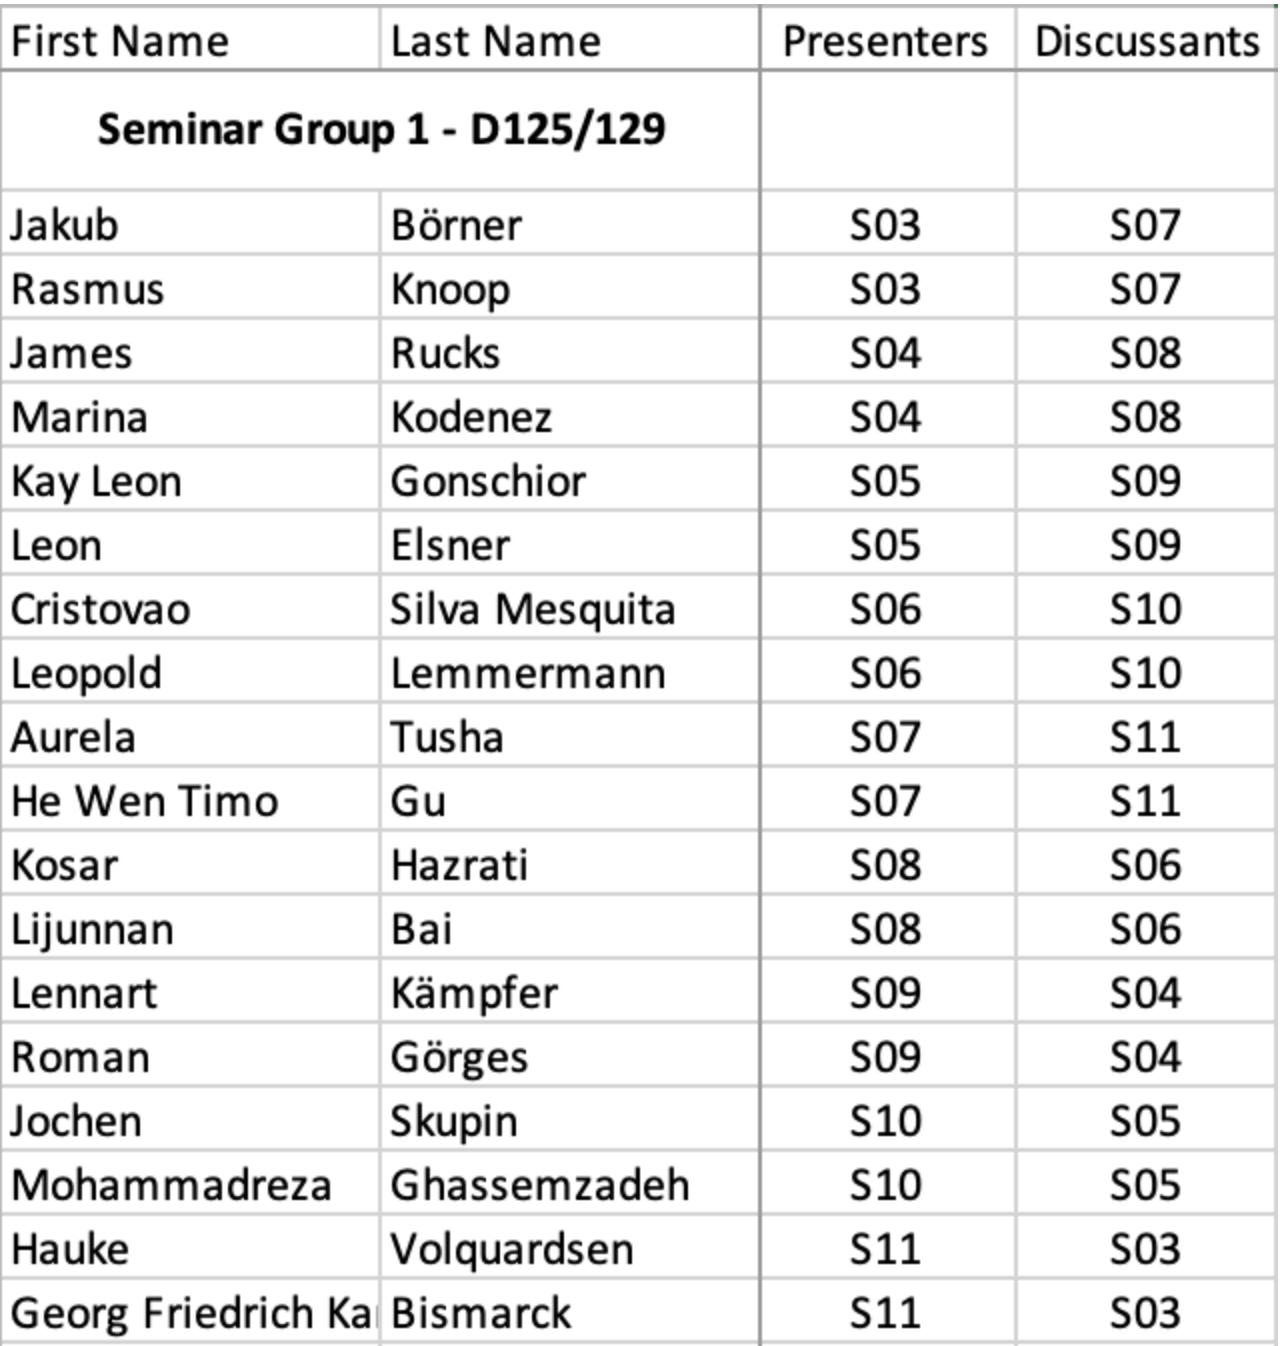 First Name Last Name Presenters Discussants
Seminar Group 1 - D125/129
Jakub Börner S03 S07
Rasmus Knoop S03 S07
James Rucks S04 S08
Marina Kodenez S04 S08
Kay Leon Gonschior S05 S09
Leon Elsner S05 S09
Cristovao Silva Mesquita S06 S10
Leopold Lemmermann S06 S10
Aurela Tusha S07 S11
He Wen Timo Gu S07 S11
Kosar Hazrati S08 S06
Lijunnan Bai S08 S06
Lennart Kämpfer S09 S04
Roman Görges S09 S04
Jochen Skupin S10 S05
Mohammadreza Ghassemzadeh S10 S05
Hauke Volquardsen S11 S03
Georg Friedrich Bismarck S11 S03